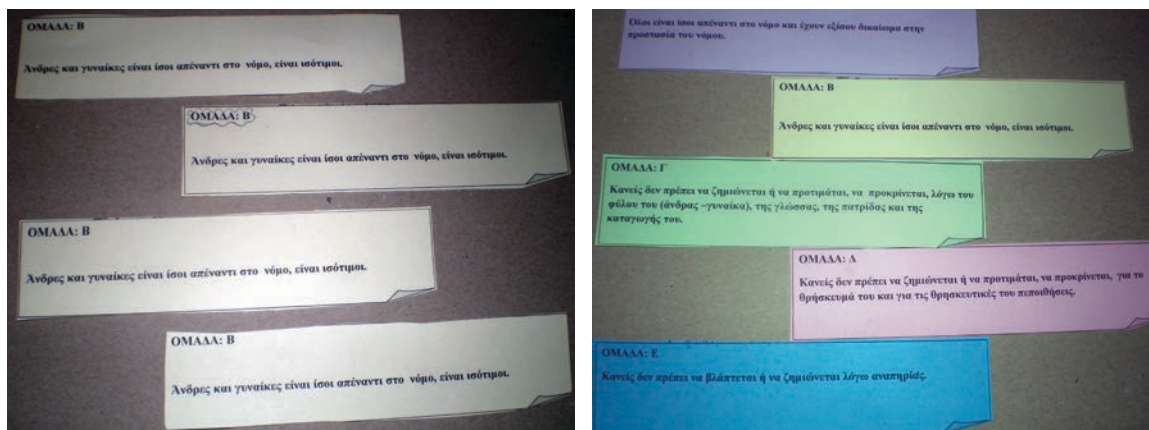 ΟΜΑΔΑ: Β
Άνδρες και γυναίκες είναι ίσοι απέναντι στο νόμο, είναι ισότιμοι.
ΟΜΑΔΑ: Β
Άνδρες και γυναίκες είναι ίσοι απέναντι στο νόμο, είναι ισότιμοι.
ΟΜΑΔΑ: Β
Άνδρες και γυναίκες είναι ίσοι απέναντι στο νόμο, είναι ισότιμοι.
ΟΜΑΔΑ: Β
Άνδρες και γυναίκες είναι ίσοι απέναντι στο νόμο, είναι ισότιμοι.
Όλοι είναι ίσοι απέναντι στο νόμο και έχουν εξίσου δικαίωμα στην
προστασία του νόμου.
ΟΜΑΔΑ: Β
Άνδρες και γυναίκες είναι ίσοι απέναντι στο νόμο, είναι ισότιμοι.
ΟΜΑΔΑ: Γ
Κανείς δεν πρέπει να ζημιώνεται ή να προτιμάται, να προκρίνεται, λόγω του
φύλου του (άνδρας –γυναίκα), της γλώσσας, της πατρίδας και της
καταγωγής του.
ΟΜΑΔΑ: Δ
Κανείς δεν πρέπει να ζημιώνεται ή να προτιμάται, να προκρίνεται, για το
θρήσκευμά του και για τις θρησκευτικές του πεποιθήσεις.
ΟΜΑΔΑ: Ε
Κανείς δεν πρέπει να βλάπτεται ή να ζημιώνεται λόγω αναπηρίας.